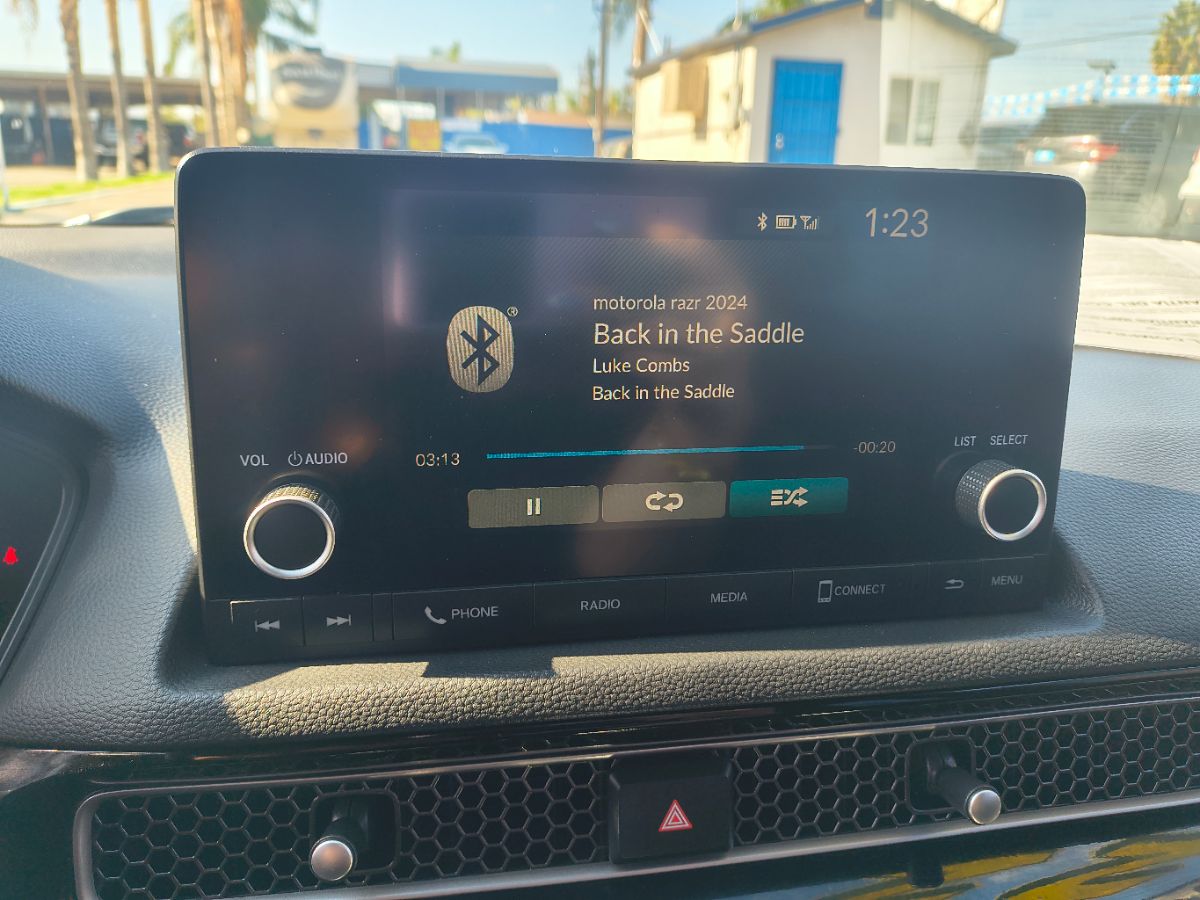 1:23
motorola razr 2024
Back in the Saddle
Luke Combs
Back in the Saddle
VOL AUDIO
LIST SELECT
03:13 -00:20
PHONE RADIO MEDIA CONNECT MENU